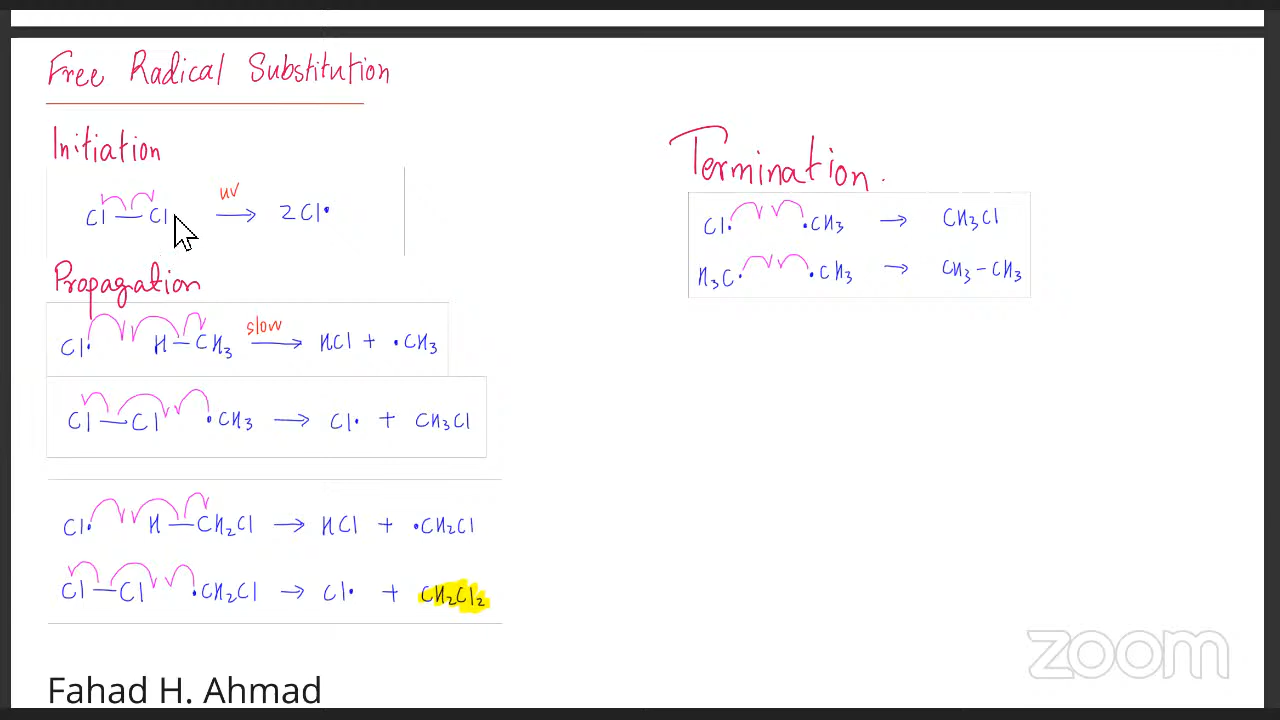 Free Radical Substitution
Initiation
Cl — Cl uv → 2Cl•
Propagation
Cl• H — CH₃ slow → HCl + •CH₃
Cl — Cl •CH₃ → Cl• + CH₃Cl
Cl• H — CH₂Cl → HCl + •CH₂Cl
Cl — Cl •CH₂Cl → Cl• + CH₂Cl₂
Termination.
Cl• •CH₃ → CH₃Cl
H₃C• •CH₃ → CH₃ – CH₃
Fahad H. Ahmad
zoom